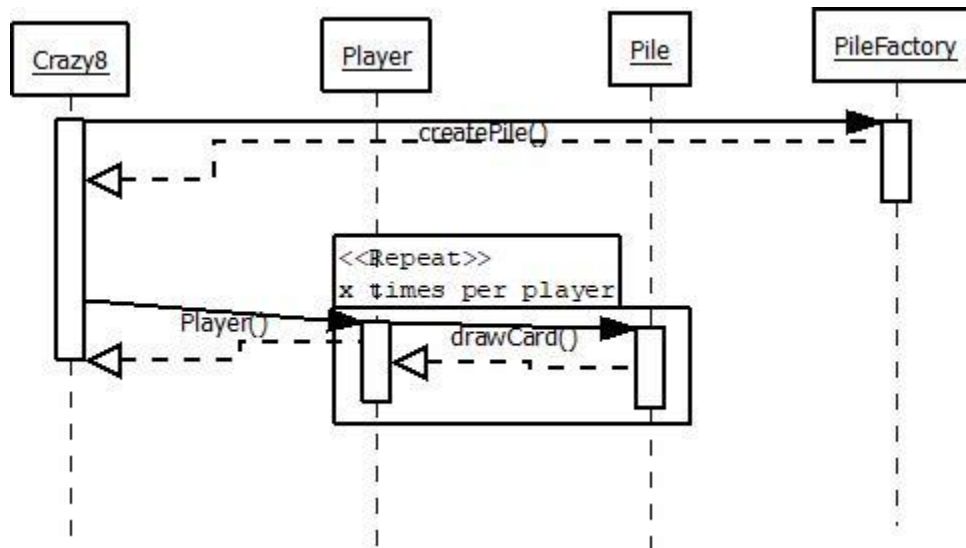 Crazy8
Player
Pile
PileFactory
createPile()
<<Repeat>>
x times per player
Player()
drawCard()